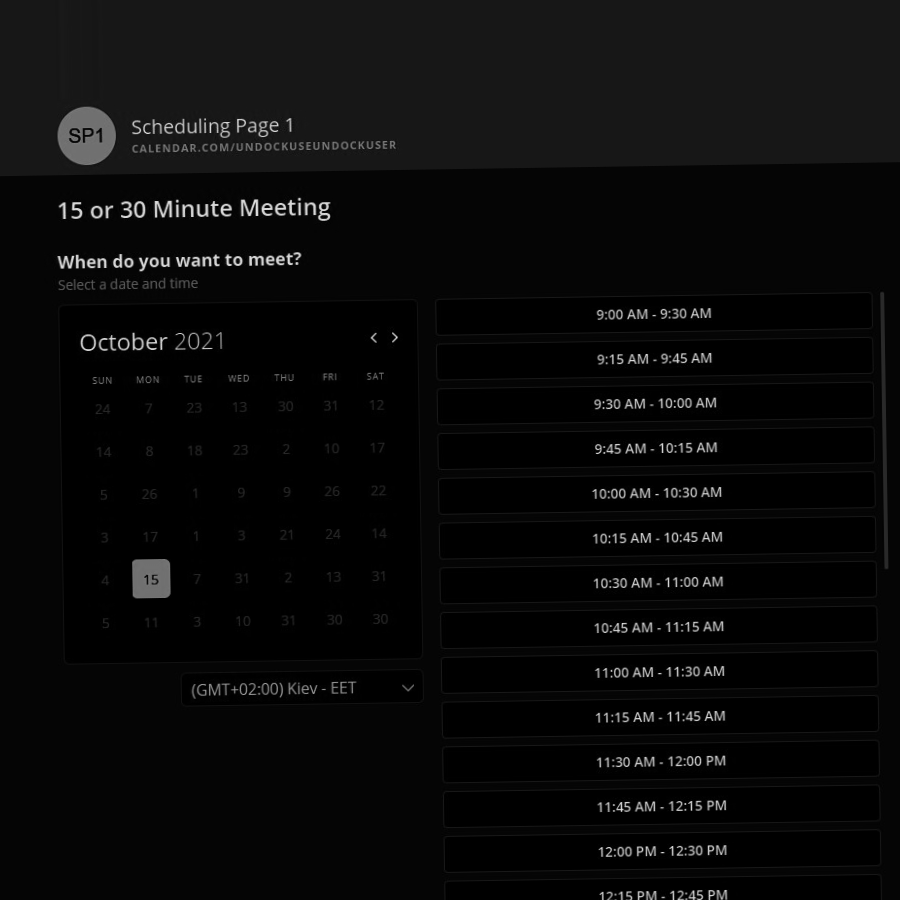 SP1
Scheduling Page 1
CALENDAR.COM/UNDOCKUSEUNDOCKUSER
15 or 30 Minute Meeting
When do you want to meet?
Select a date and time
October 2021
SUN MON TUE WED THU FRI SAT
24 7 23 13 30 31 12
14 8 18 23 2 10 17
5 26 1 9 9 26 22
3 17 1 3 21 24 14
4 15 7 31 2 13 31
5 11 3 10 31 30 30
(GMT+02:00) Kiev - EET
9:00 AM - 9:30 AM
9:15 AM - 9:45 AM
9:30 AM - 10:00 AM
9:45 AM - 10:15 AM
10:00 AM - 10:30 AM
10:15 AM - 10:45 AM
10:30 AM - 11:00 AM
10:45 AM - 11:15 AM
11:00 AM - 11:30 AM
11:15 AM - 11:45 AM
11:30 AM - 12:00 PM
11:45 AM - 12:15 PM
12:00 PM - 12:30 PM
12:15 PM - 12:45 PM